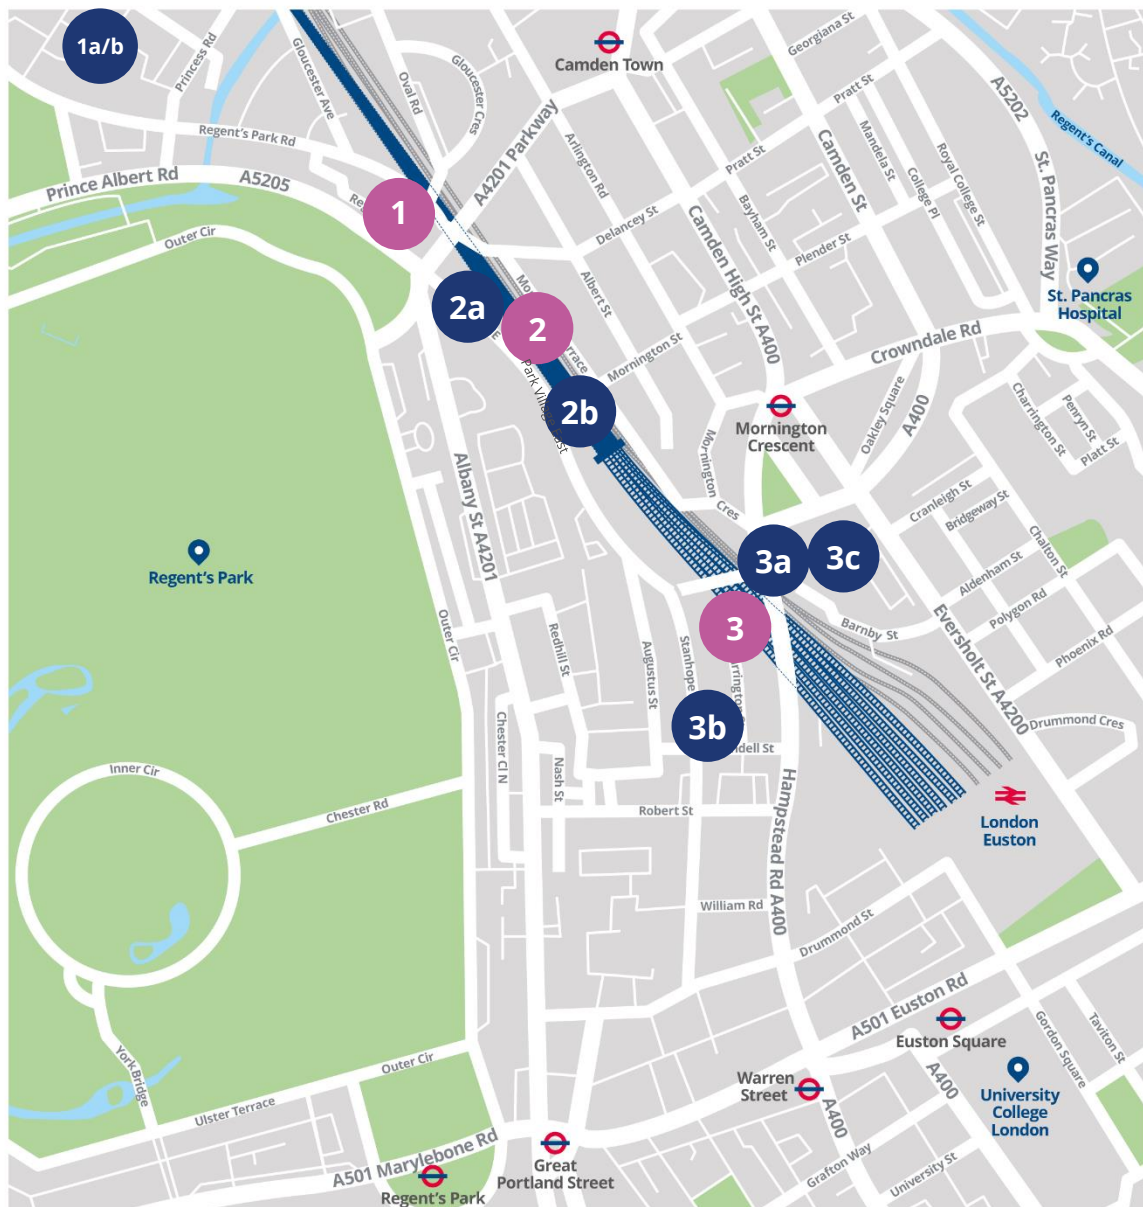 1a/b
Princess Rd
Gloucester Ave
Oval Rd
Gloucester Cres
Camden Town
Georgiana St
Pratt St
A5202
Regent's Canal
Regent's Park Rd
A4201 Parkway
Arlington Rd
Pratt St
Camden St
Mandela St
College Pl
Royal College St
St. Pancras Way
Prince Albert Rd
A5205
Outer Cir
1
Delancey St
Bayham St
Plender St
Camden High St A400
Albert St
St. Pancras
Hospital
2a
2
Mornington St
Crowndale Rd
Park Village East
2b
Mornington
Crescent
Oakley Square
A400
Charrington St
Penryn St
Platt St
Mornington
Cres
Albany St A4201
Cranleigh St
Bridgeway St
Chalton St
Regent's Park
3a
3c
Aldenham St
Polygon Rd
Phoenix Rd
Outer Cir
Redhill St
Augustus St
Stanhope
3
Barnby St
Eversholt St A4200
Drummond Cres
3b
Chester Cl N
Nash St
Inner Cir
Chester Rd
Robert St
Hampstead Rd A400
London
Euston
William Rd
Drummond St
A501 Euston Rd
Euston Square
Gordon Square
Taviton St
York Bridge
Outer Cir
Ulster Terrace
Warren
Street
A400
A400
University
College
London
A501 Marylebone Rd
Great
Portland Street
Regent's Park
Grafton Way
University St